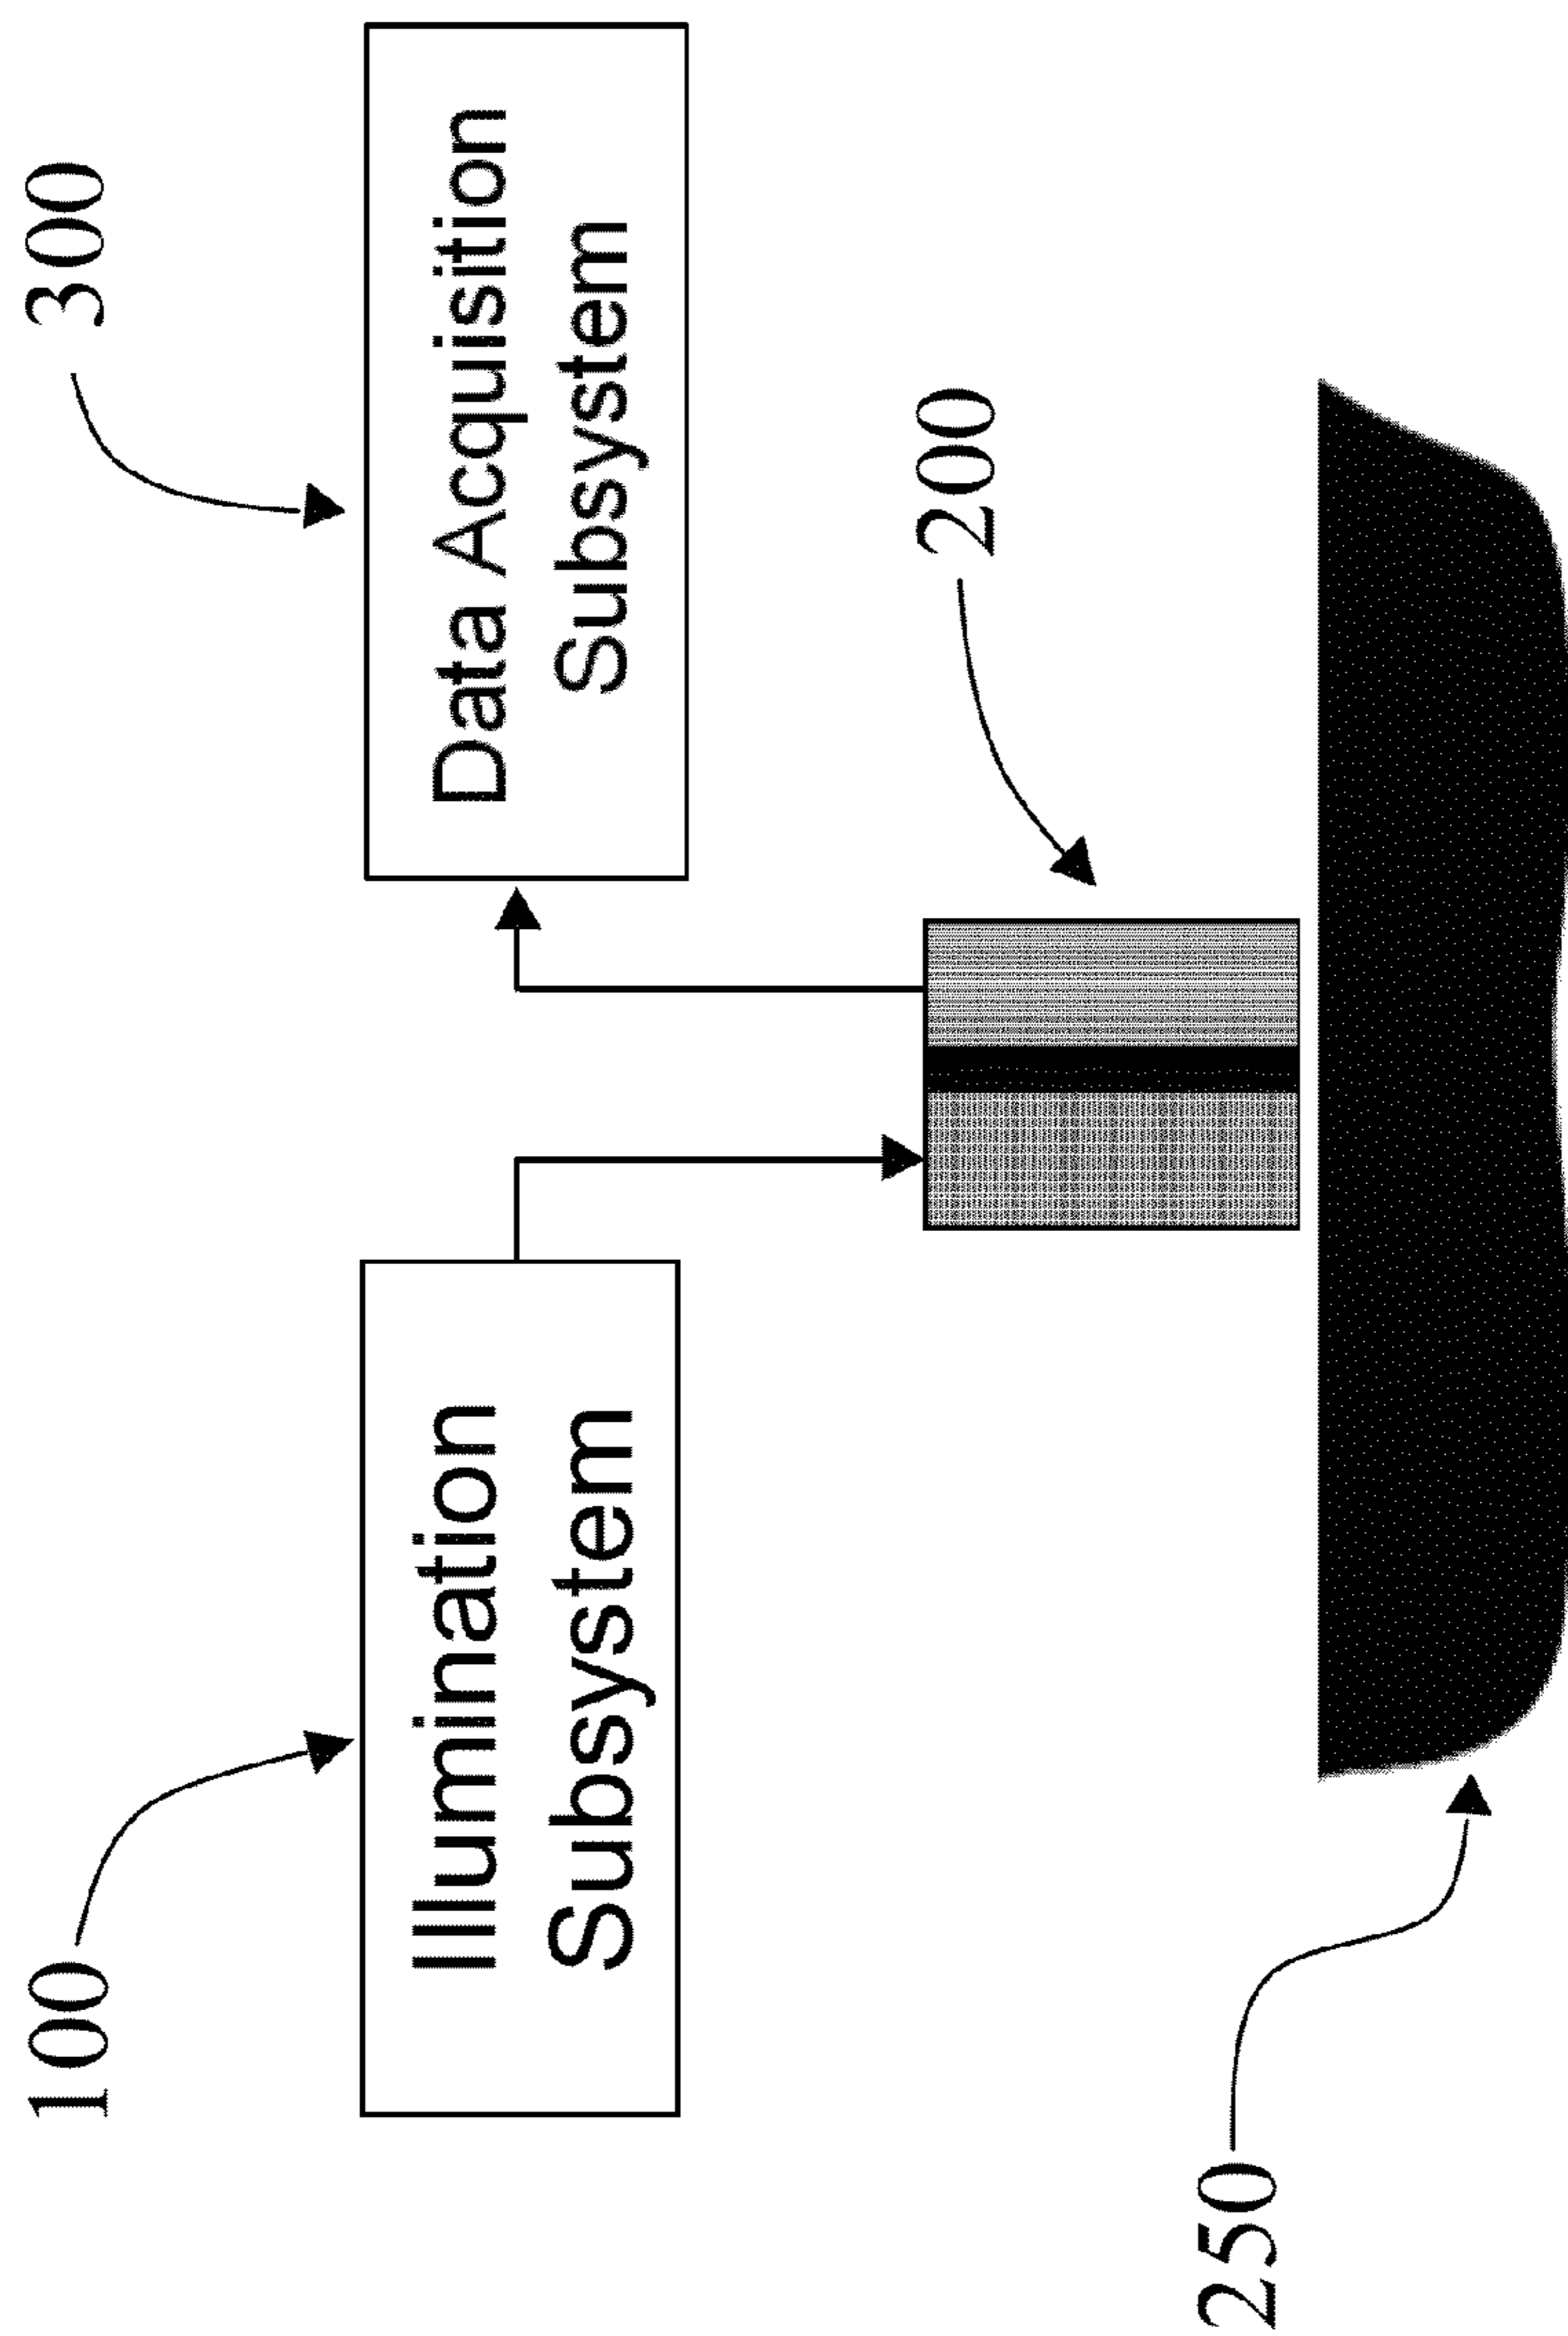 100
Illumination
Subsystem
300
Data Acquisition
Subsystem
200
250